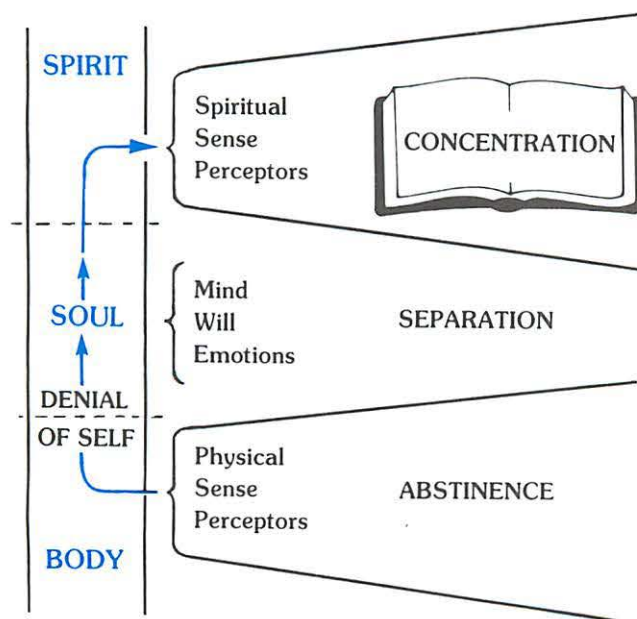 SPIRIT
Spiritual
Sense
Perceptors
CONCENTRATION
SOUL
Mind
Will
Emotions
SEPARATION
DENIAL
OF SELF
Physical
Sense
Perceptors
ABSTINENCE
BODY